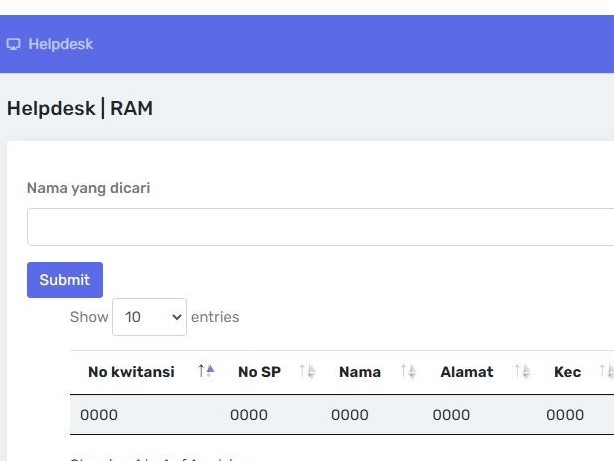 Helpdesk
Helpdesk | RAM
Nama yang dicari
Submit
Show 10 entries
No kwitansi No SP Nama Alamat Kec
0000 0000 0000 0000 0000